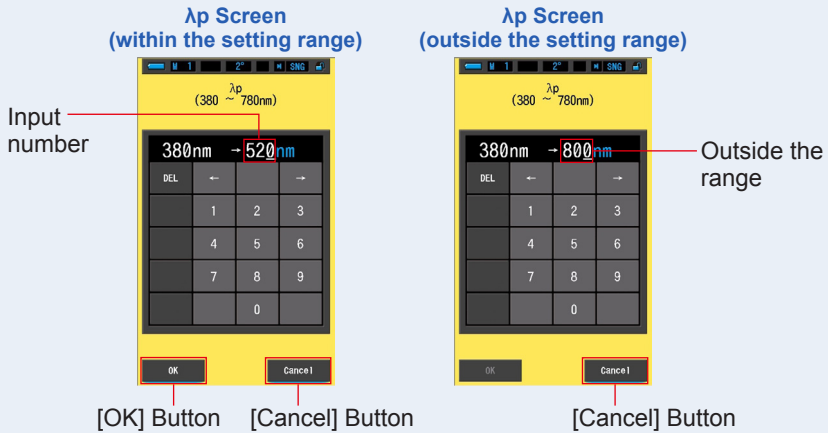 λp Screen
(within the setting range)
M 1 2° SNG
λp
(380 ~ 780nm)
Input
number
380nm →520nm
DEL ← →
1 2 3
4 5 6
7 8 9
0
OK Cancel
[OK] Button [Cancel] Button
λp Screen
(outside the setting range)
M 1 2° SNG
λp
(380 ~ 780nm)
380nm →800nm
Outside the
range
DEL ← →
1 2 3
4 5 6
7 8 9
0
OK Cancel
[Cancel] Button